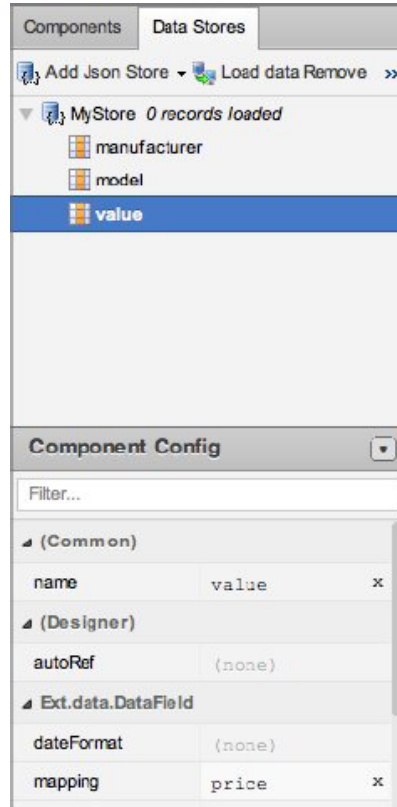 Components Data Stores
Add Json Store Load data Remove »
MyStore 0 records loaded
manufacturer
model
value
Component Config
Filter...
(Common)
name value x
(Designer)
autoRef (none)
Ext.data.DataField
dateFormat (none)
mapping price x